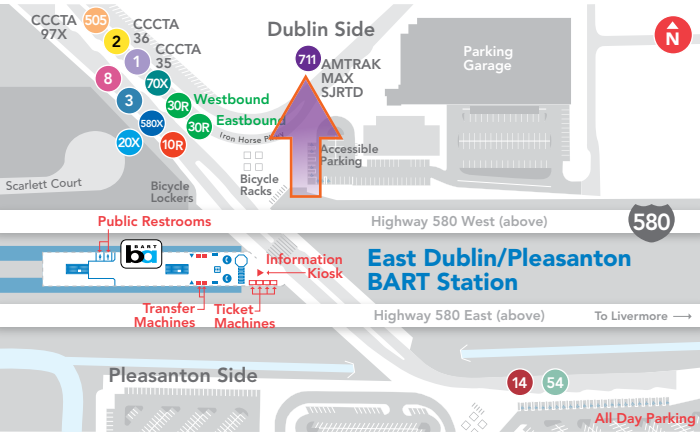 CCCTA
97X
505
2
CCCTA
36
1
CCCTA
35
8
70X
3
30R
Westbound
580X
30R
Eastbound
20X
10R
Dublin Side
711
AMTRAK
MAX
SJRTD
Parking
Garage
N
Accessible
Parking
Bicycle
Racks
Scarlett Court
Bicycle
Lockers
Public Restrooms
Highway 580 West (above)
580
BART
ba
Information
Kiosk
East Dublin/Pleasanton
BART Station
Transfer
Machines
Ticket
Machines
Highway 580 East (above)
To Livermore
Pleasanton Side
14
54
All Day Parking
Iron Horse